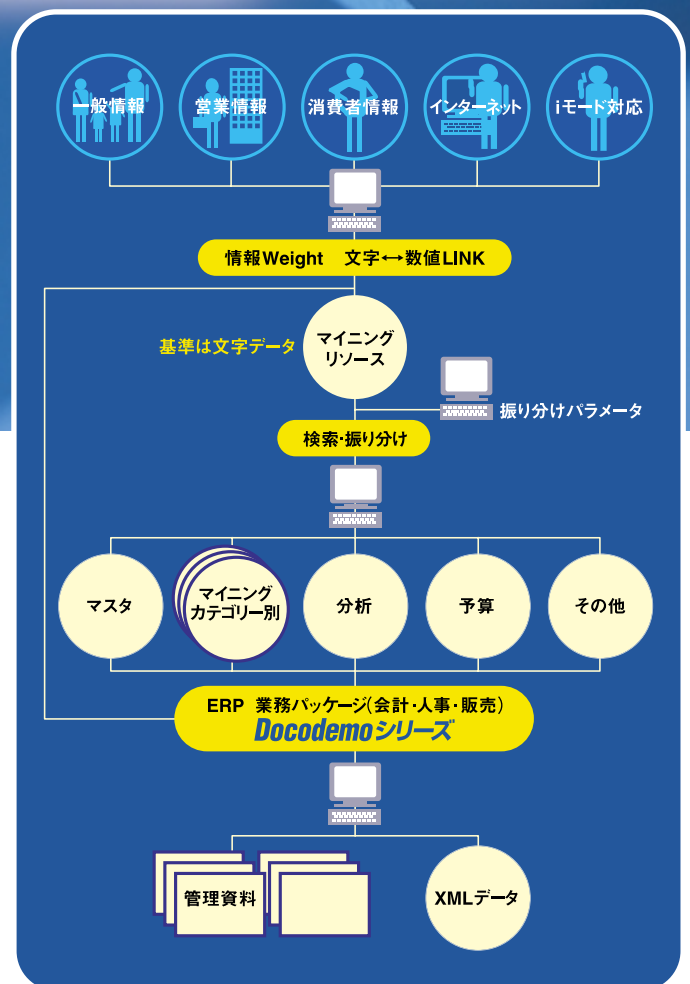 一般情報
営業情報
消費者情報
インターネット
iモード対応
情報Weight 文字↔数値LINK
基準は文字データ
マイニング
リソース
振り分けパラメータ
検索・振り分け
マスタ
マイニング
カテゴリー別
分析
予算
その他
ERP 業務パッケージ(会計・人事・販売)
Docodemoシリーズ
管理資料
XMLデータ